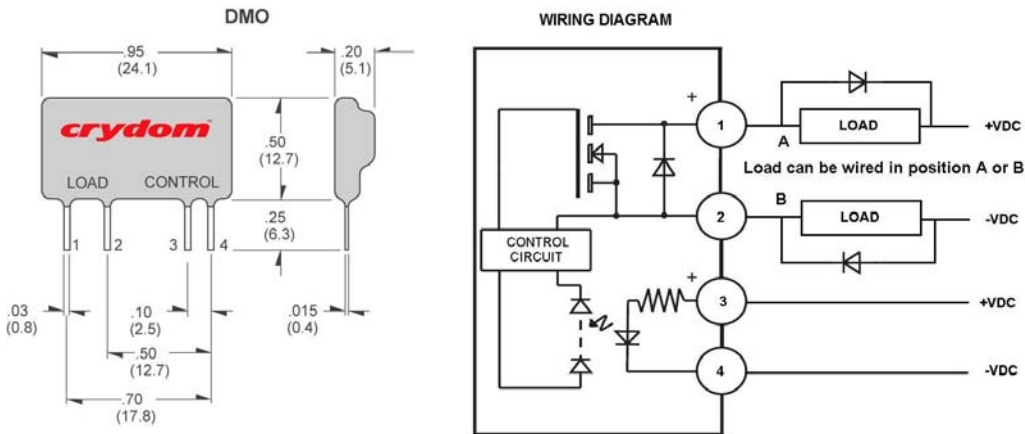 DMO
.95
(24.1)
.20
(5.1)
crydom™
.50
(12.7)
LOAD CONTROL
.25
(6.3)
1 2 3 4
.03
(0.8)
.10
(2.5)
.015
(0.4)
.50
(12.7)
.70
(17.8)
WIRING DIAGRAM
+
1
LOAD
+VDC
A
Load can be wired in position A or B
B
2
LOAD
-VDC
CONTROL
CIRCUIT
+
3
+VDC
4
-VDC